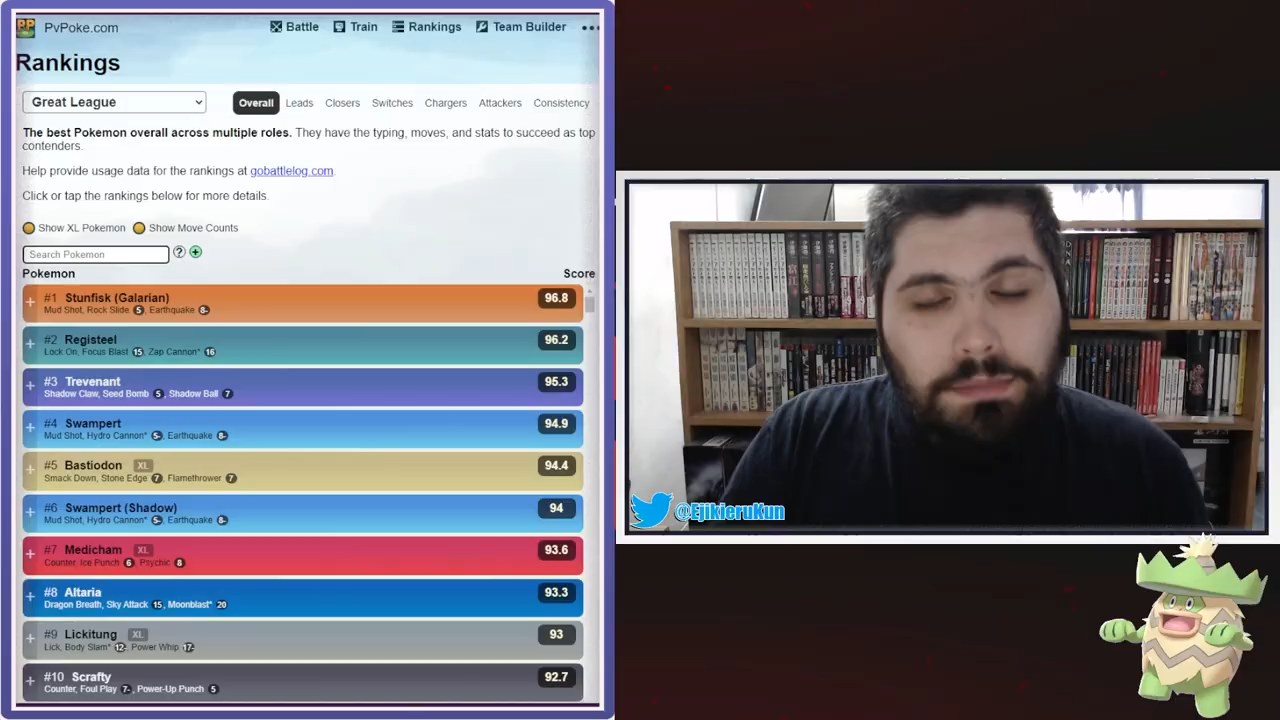 PvPoke.com
Battle Train Rankings Team Builder
Rankings
Great League Overall Leads Closers Switches Chargers Attackers Consistency
The best Pokemon overall across multiple roles. They have the typing, moves, and stats to succeed as top
contenders.
Help provide usage data for the rankings at gobattlelog.com.
Click or tap the rankings below for more details.
Show XL Pokemon Show Move Counts
Search Pokemon ? +
Pokemon Score
+ #1 Stunfisk (Galarian) 96.8
Mud Shot, Rock Slide 5, Earthquake 8-
+ #2 Registeel 96.2
Lock On, Focus Blast 15, Zap Cannon* 16
+ #3 Trevenant 95.3
Shadow Claw, Seed Bomb 5, Shadow Ball 7
+ #4 Swampert 94.9
Mud Shot, Hydro Cannon* 5-, Earthquake 8-
+ #5 Bastiodon XL 94.4
Smack Down, Stone Edge 7, Flamethrower 7
+ #6 Swampert (Shadow) 94
Mud Shot, Hydro Cannon* 5-, Earthquake 8-
+ #7 Medicham XL 93.6
Counter, Ice Punch 6, Psychic 8
+ #8 Altaria 93.3
Dragon Breath, Sky Attack 15, Moonblast* 20
+ #9 Lickitung XL 93
Lick, Body Slam* 12-, Power Whip 17-
+ #10 Scrafty 92.7
Counter, Foul Play 7-, Power-Up Punch 5
@EjikieruKun